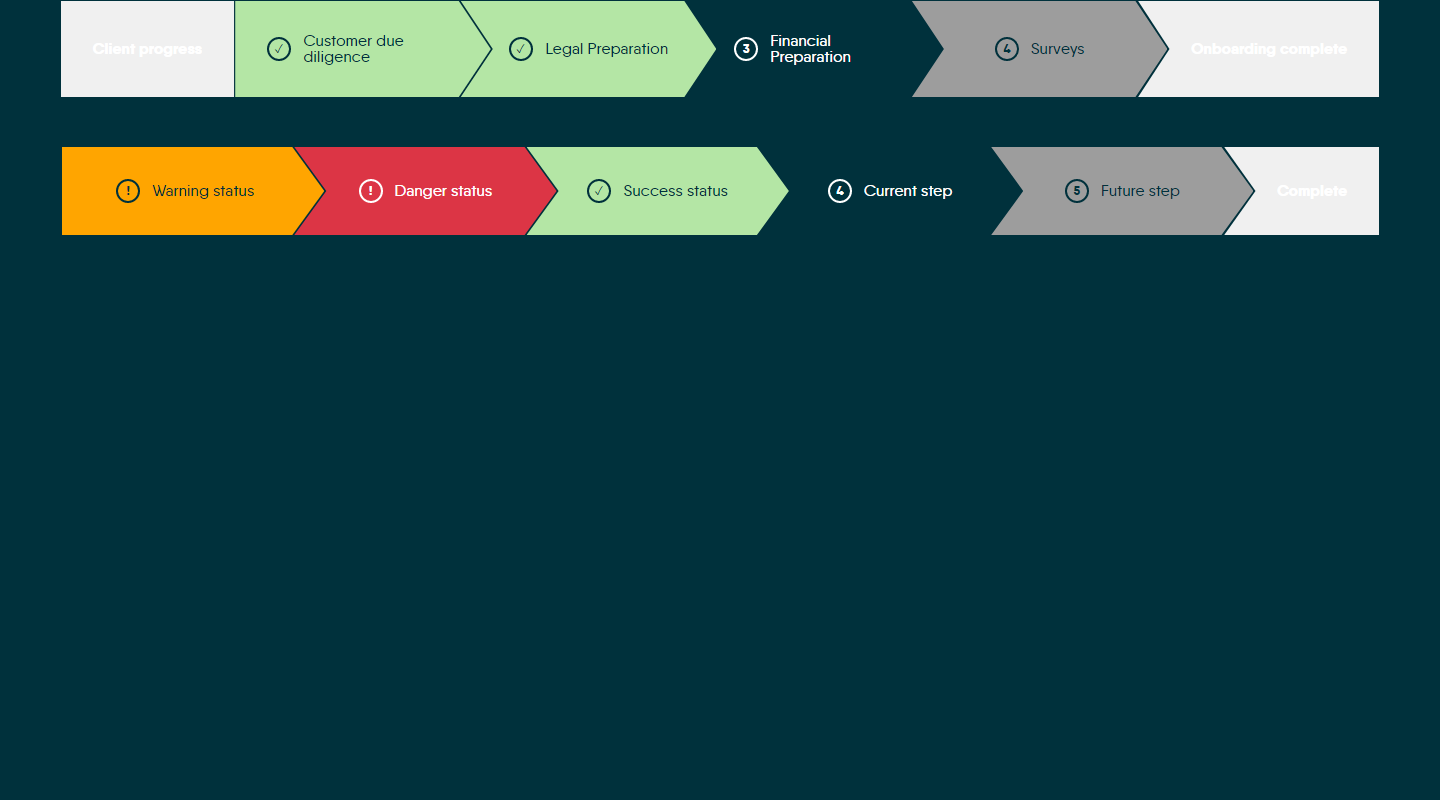 Client progress
✓ Customer due
diligence
✓ Legal Preparation
3 Financial
Preparation
4 Surveys
Onboarding complete
! Warning status
! Danger status
✓ Success status
4 Current step
5 Future step
Complete